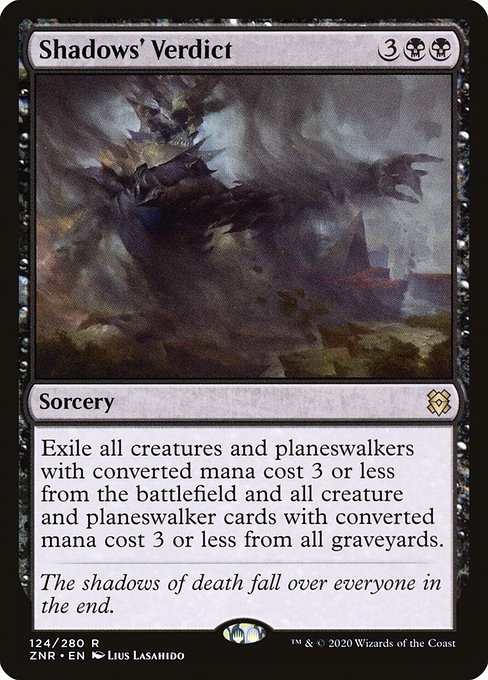 Shadows' Verdict 3
Sorcery
Exile all creatures and planeswalkers
with converted mana cost 3 or less
from the battlefield and all creature
and planeswalker cards with converted
mana cost 3 or less from all graveyards.
The shadows of death fall over everyone in
the end.
124/280 R
ZNR • EN Lius Lasahido
™ & © 2020 Wizards of the Coast